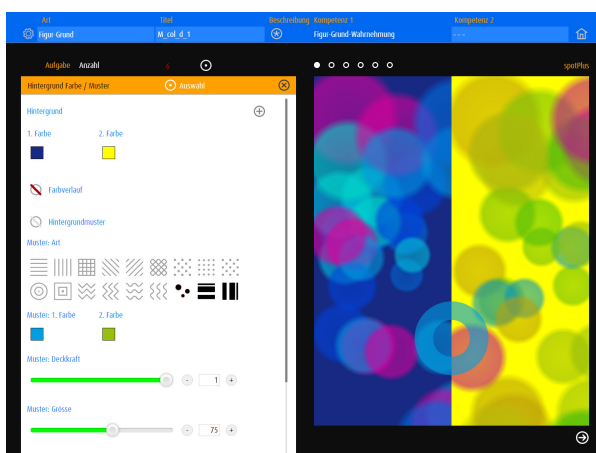 Art Titel Beschreibung Kompetenz 1 Kompetenz 2
Figur-Grund M_col_d_1 Figur-Grund-Wahrnehmung ---
Aufgabe Anzahl 6 spotPlus
Hintergrund Farbe / Muster Auswahl
Hintergrund
1. Farbe 2. Farbe
Farbverlauf
Hintergrundmuster
Muster: Art
Muster: 1. Farbe 2. Farbe
Muster: Deckkraft
- 1 +
Muster: Grösse
- 75 +